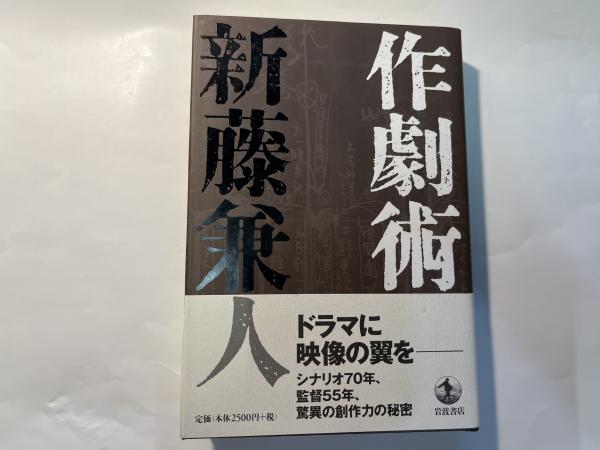 作劇術
新藤兼人
ドラマに
映像の翼を——
シナリオ70年、
監督55年、
驚異の創作力の秘密
定価(本体2500円+税)
岩波書店